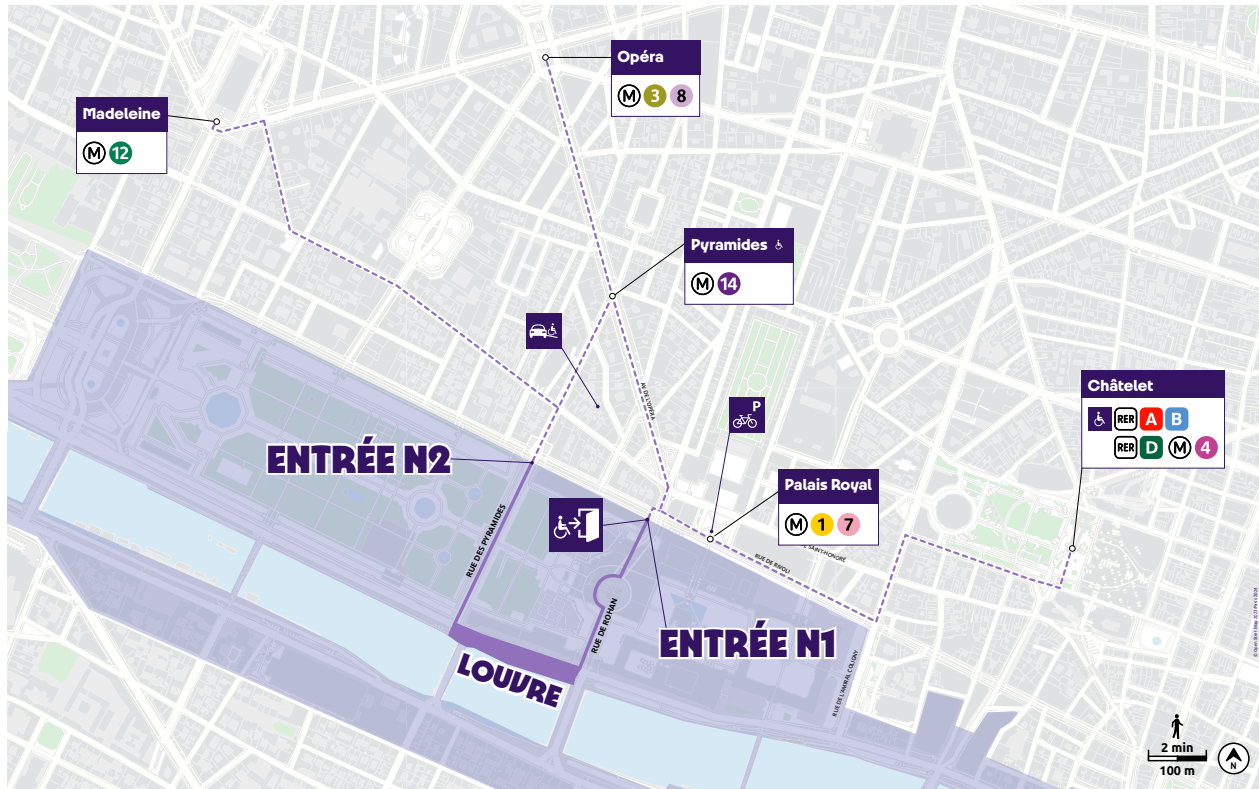 Opéra
M 3 8
Madeleine
M 12
Pyramides
M 14
AV DE L'OPÉRA
P
Châtelet
RER A B
RER D M 4
ENTRÉE N2
Palais Royal
M 1 7
RUE SAINT-HONORÉ
RUE DE RIVOLI
RUE DES PYRAMIDES
RUE DE ROHAN
ENTRÉE N1
LOUVRE
RUE DE L'AMIRAL COLIGNY
2 min
100 m
N